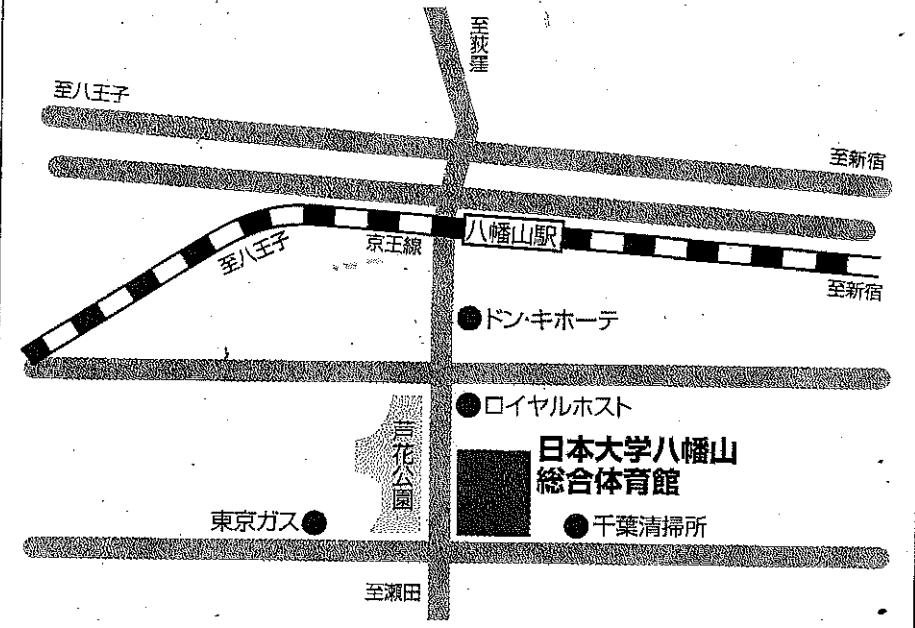 至荻窪
至八王子
至新宿
八幡山駅
京王線
至八王子
至新宿
ドン・キホーテ
ロイヤルホスト
芦花公園
日本大学八幡山
総合体育館
東京ガス
千葉清掃所
至瀬田